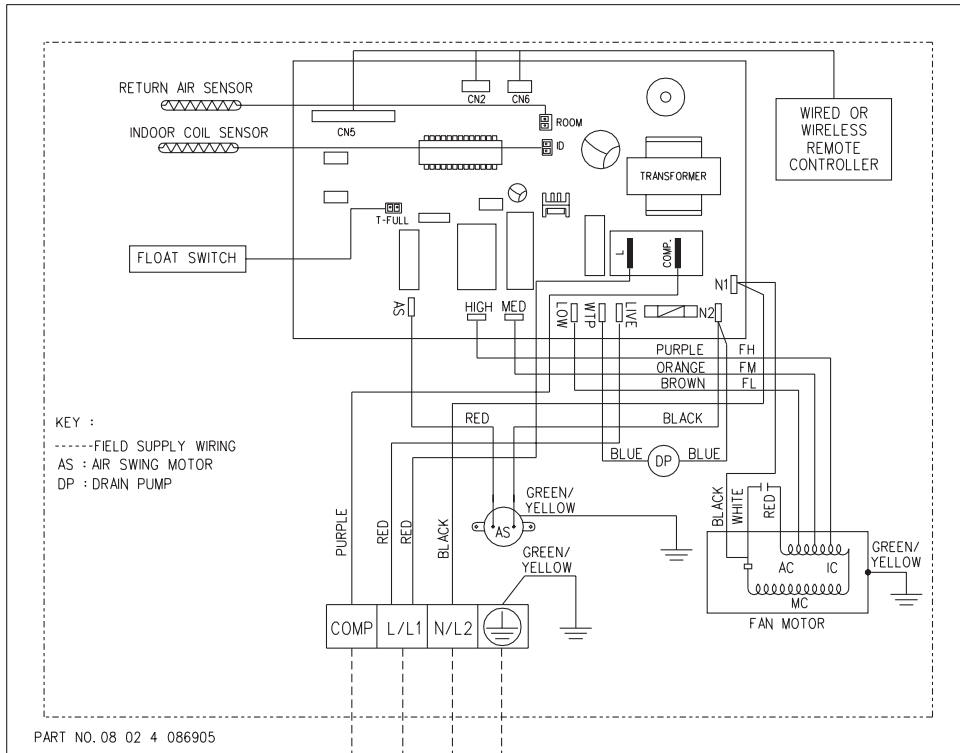 RETURN AIR SENSOR
INDOOR COIL SENSOR
CN5
CN2
CN6
ROOM
ID
TRANSFORMER
WIRED OR
WIRELESS
REMOTE
CONTROLLER
T-FULL
FLOAT SWITCH
L
COMP.
N1
AS
HIGH
MED
LOW
WTP
LIVE
N2
PURPLE FH
ORANGE FM
BROWN FL
RED
BLACK
BLUE
DP
BLUE
KEY :
------FIELD SUPPLY WIRING
AS : AIR SWING MOTOR
DP : DRAIN PUMP
PURPLE
RED
RED
BLACK
GREEN/
YELLOW
AS
GREEN/
YELLOW
BLACK
WHITE
RED
AC
IC
MC
GREEN/
YELLOW
FAN MOTOR
COMP
L/L1
N/L2
PART NO. 08 02 4 086905